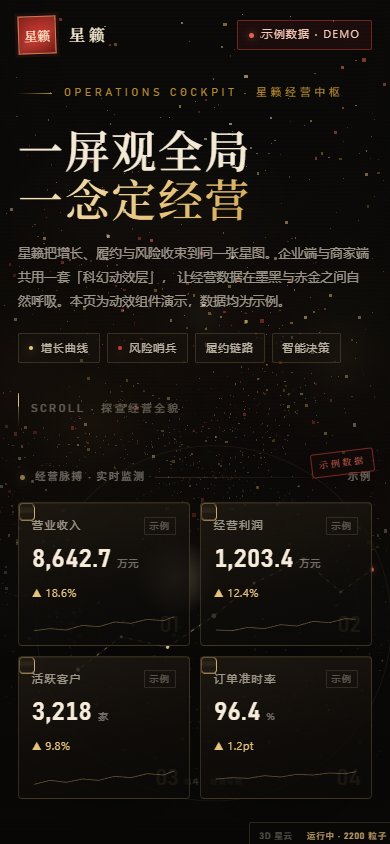 星籁
星籁
示例数据 · DEMO
OPERATIONS COCKPIT · 星籁经营中枢
一屏观全局
一念定经营
星籁把增长、履约与风险收束到同一张星图。企业端与商家端
共用一套「科幻动效层」，让经营数据在墨黑与赤金之间自
然呼吸。本页为动效组件演示，数据均为示例。
增长曲线
风险哨兵
履约链路
智能决策
SCROLL · 探索经营全貌
示例数据
经营脉搏 · 实时监测
示例
营业收入
示例
8,642.7 万元
▲ 18.6%
01
经营利润
示例
1,203.4 万元
▲ 12.4%
02
活跃客户
示例
3,218 家
▲ 9.8%
03
订单准时率
示例
96.4 %
▲ 1.2pt
04
3D 星云 运行中 · 2200 粒子